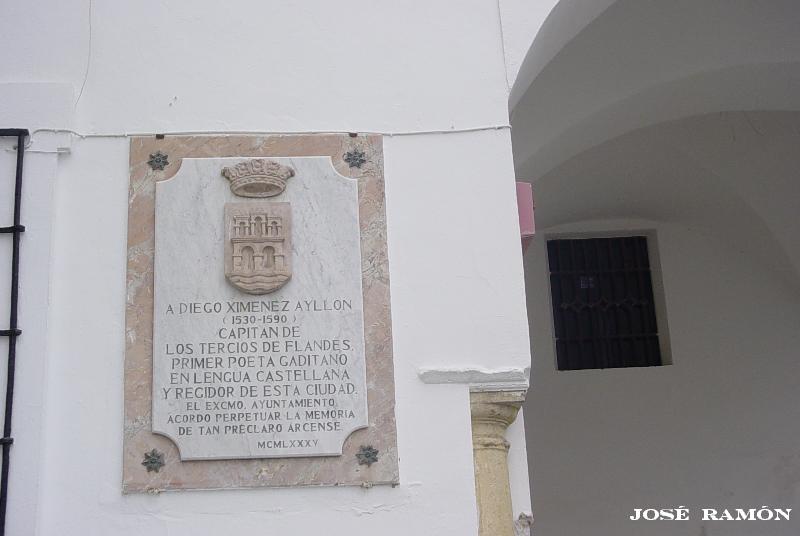 A DIEGO XIMENEZ AYLLON
(1530-1590)
CAPITAN DE
LOS TERCIOS DE FLANDES.
PRIMER POETA GADITANO
EN LENGUA CASTELLANA
Y REGIDOR DE ESTA CIUDAD.
EL EXCMO. AYUNTAMIENTO,
ACORDO PERPETUAR LA MEMORIA
DE TAN PRECLARO ARCENSE
MCMLXXXV
JOSÉ RAMÓN